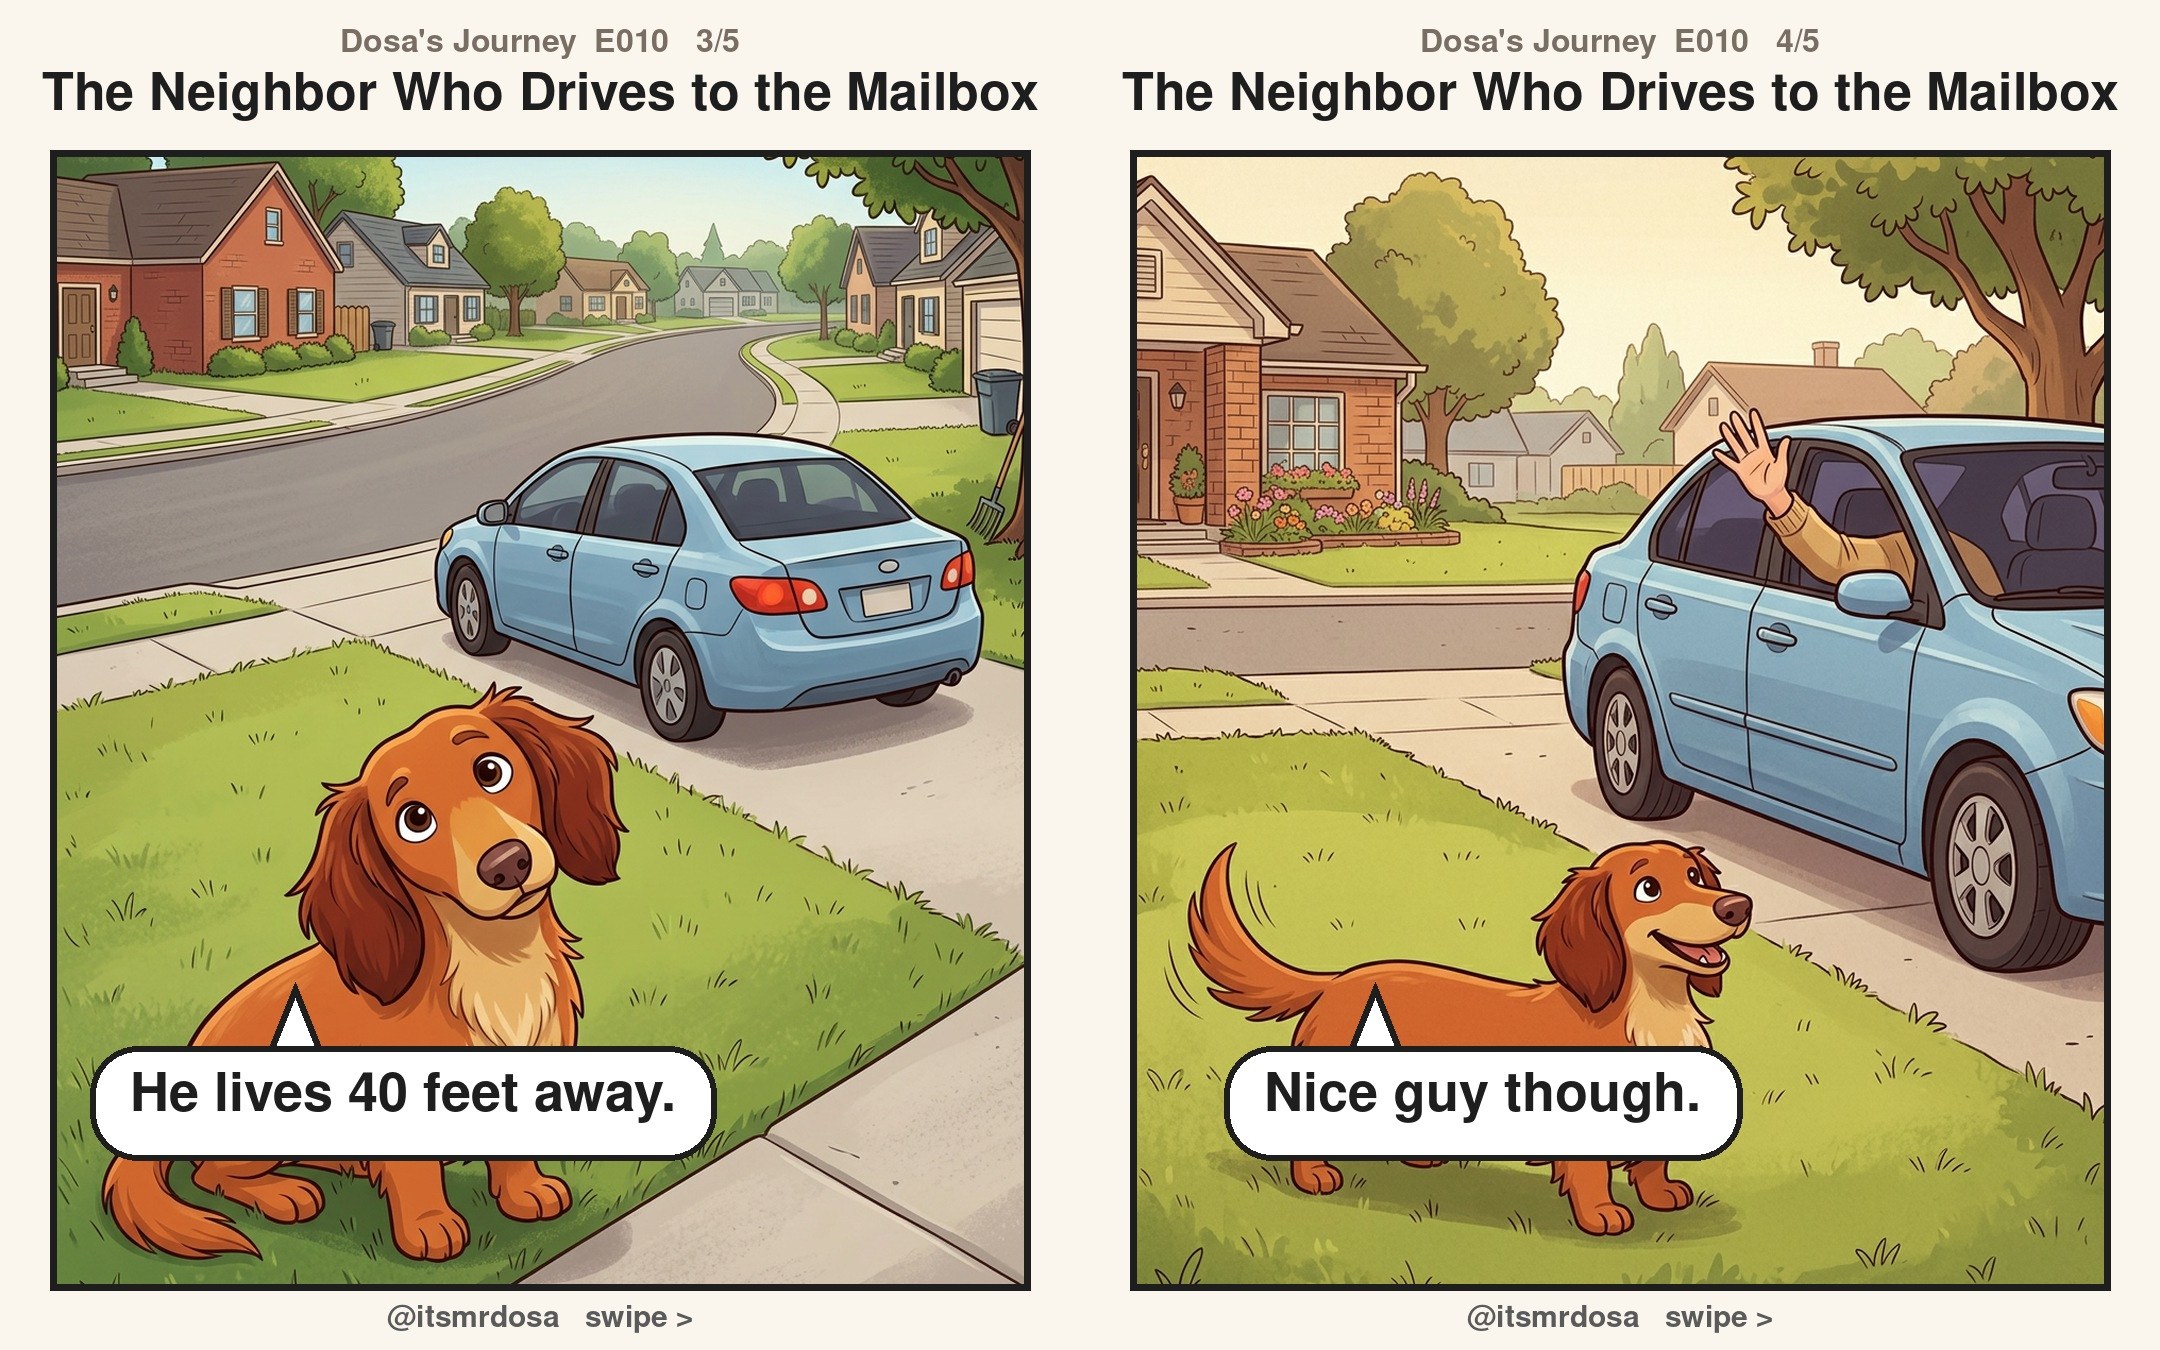 Dosa's Journey E010 3/5
The Neighbor Who Drives to the Mailbox
He lives 40 feet away.
@itsmrdosa swipe >
Dosa's Journey E010 4/5
The Neighbor Who Drives to the Mailbox
Nice guy though.
@itsmrdosa swipe >